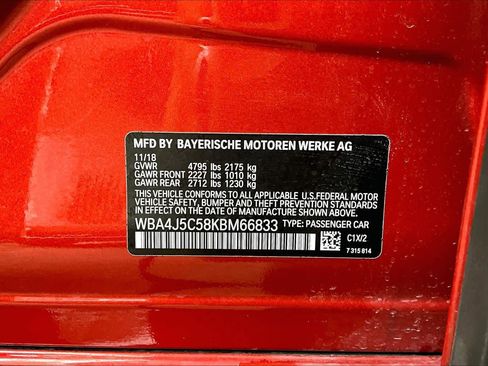 MFD BY BAYERISCHE MOTOREN WERKE AG
11/18
GVWR 4795 lbs 2175 kg
GAWR FRONT 2227 lbs 1010 kg
GAWR REAR 2712 lbs 1230 kg
THIS VEHICLE CONFORMS TO ALL APPLICABLE U.S.FEDERAL MOTOR
VEHICLE SAFETY, BUMPER AND THEFT PREVENTION STANDARDS
IN EFFECT ON THE DATE OF MANUFACTURE SHOWN ABOVE.
WBA4J5C58KBM66833 TYPE: PASSENGER CAR
C1X/2
7 315 814